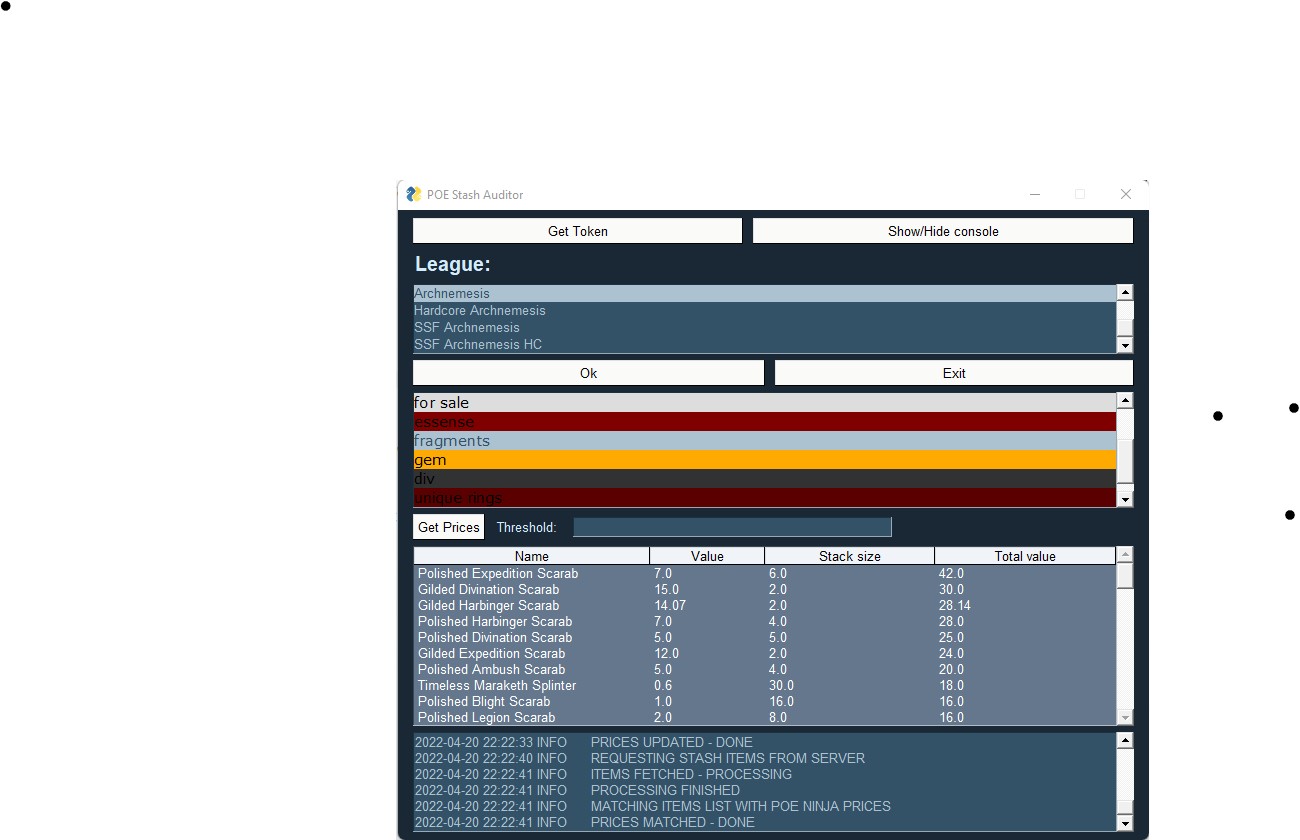 POE Stash Auditor
Get Token Show/Hide console
League:
Archnemesis
Hardcore Archnemesis
SSF Archnemesis
SSF Archnemesis HC
Ok Exit
for sale
essense
fragments
gem
div
unique rings
Get Prices Threshold:
Name Value Stack size Total value
Polished Expedition Scarab 7.0 6.0 42.0
Gilded Divination Scarab 15.0 2.0 30.0
Gilded Harbinger Scarab 14.07 2.0 28.14
Polished Harbinger Scarab 7.0 4.0 28.0
Polished Divination Scarab 5.0 5.0 25.0
Gilded Expedition Scarab 12.0 2.0 24.0
Polished Ambush Scarab 5.0 4.0 20.0
Timeless Maraketh Splinter 0.6 30.0 18.0
Polished Blight Scarab 1.0 16.0 16.0
Polished Legion Scarab 2.0 8.0 16.0
2022-04-20 22:22:33 INFO PRICES UPDATED - DONE
2022-04-20 22:22:40 INFO REQUESTING STASH ITEMS FROM SERVER
2022-04-20 22:22:41 INFO ITEMS FETCHED - PROCESSING
2022-04-20 22:22:41 INFO PROCESSING FINISHED
2022-04-20 22:22:41 INFO MATCHING ITEMS LIST WITH POE NINJA PRICES
2022-04-20 22:22:41 INFO PRICES MATCHED - DONE